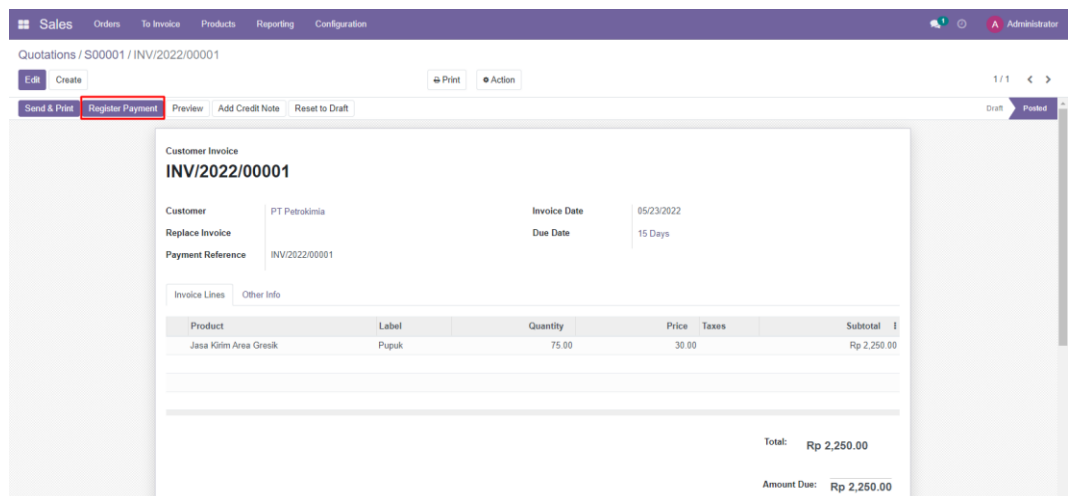 Sales Orders To Invoice Products Reporting Configuration 1 A Administrator
Quotations / S00001 / INV/2022/00001
Edit Create Print Action 1 / 1
Send & Print Register Payment Preview Add Credit Note Reset to Draft Draft Posted
Customer Invoice
INV/2022/00001
Customer PT Petrokimia Invoice Date 05/23/2022
Replace Invoice Due Date 15 Days
Payment Reference INV/2022/00001
Invoice Lines Other Info
Product Label Quantity Price Taxes Subtotal
Jasa Kirim Area Gresik Pupuk 75.00 30.00 Rp 2,250.00
Total: Rp 2,250.00
Amount Due: Rp 2,250.00